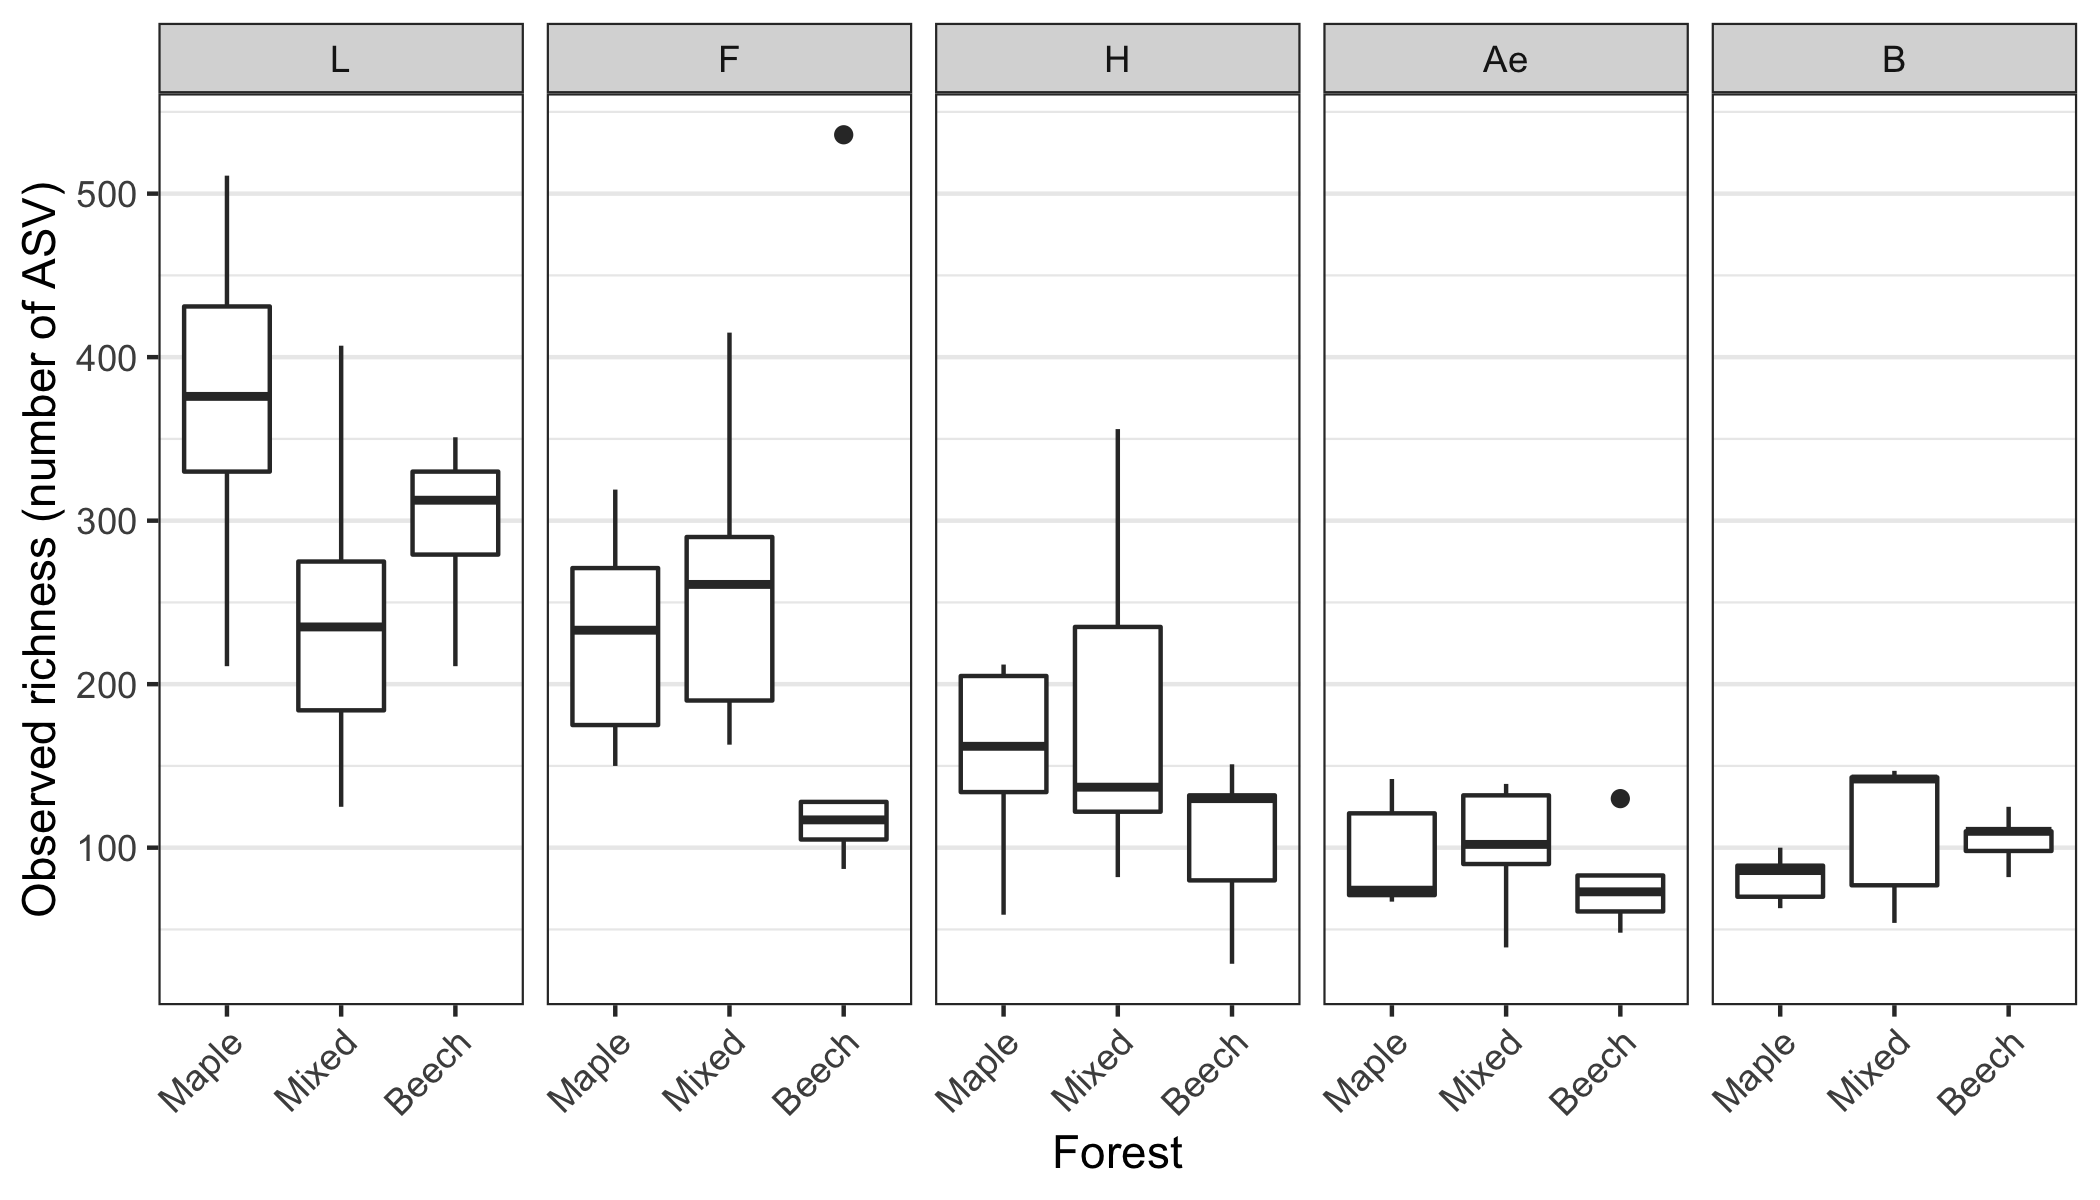 L F H Ae B
Observed richness (number of ASV)
500
400
300
200
100
Maple Mixed Beech Maple Mixed Beech Maple Mixed Beech Maple Mixed Beech Maple Mixed Beech
Forest